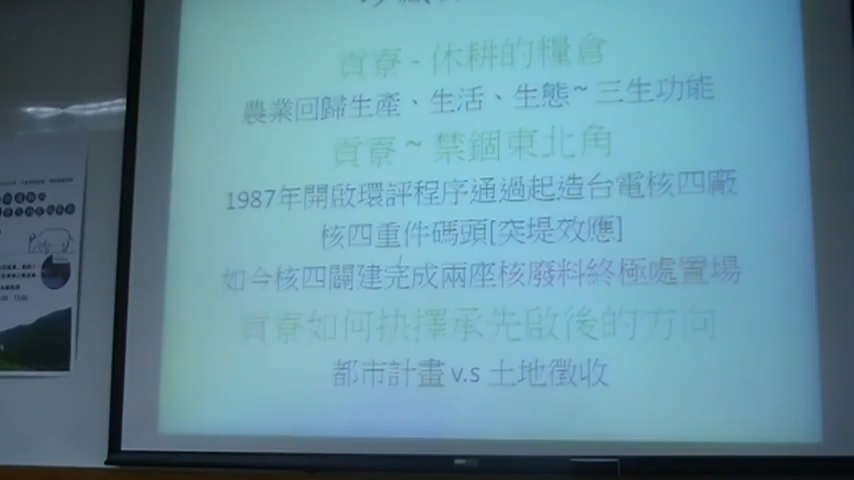 貢寮 - 休耕的糧倉
農業回歸生產、生活、生態~ 三生功能
貢寮 ~ 禁錮東北角
1987年開啟環評程序通過起造台電核四廠
核四重件碼頭[突堤效應]
如今核四闢建完成兩座核廢料終極處置場
貢寮如何抉擇承先啟後的方向
都市計畫 v.s 土地徵收